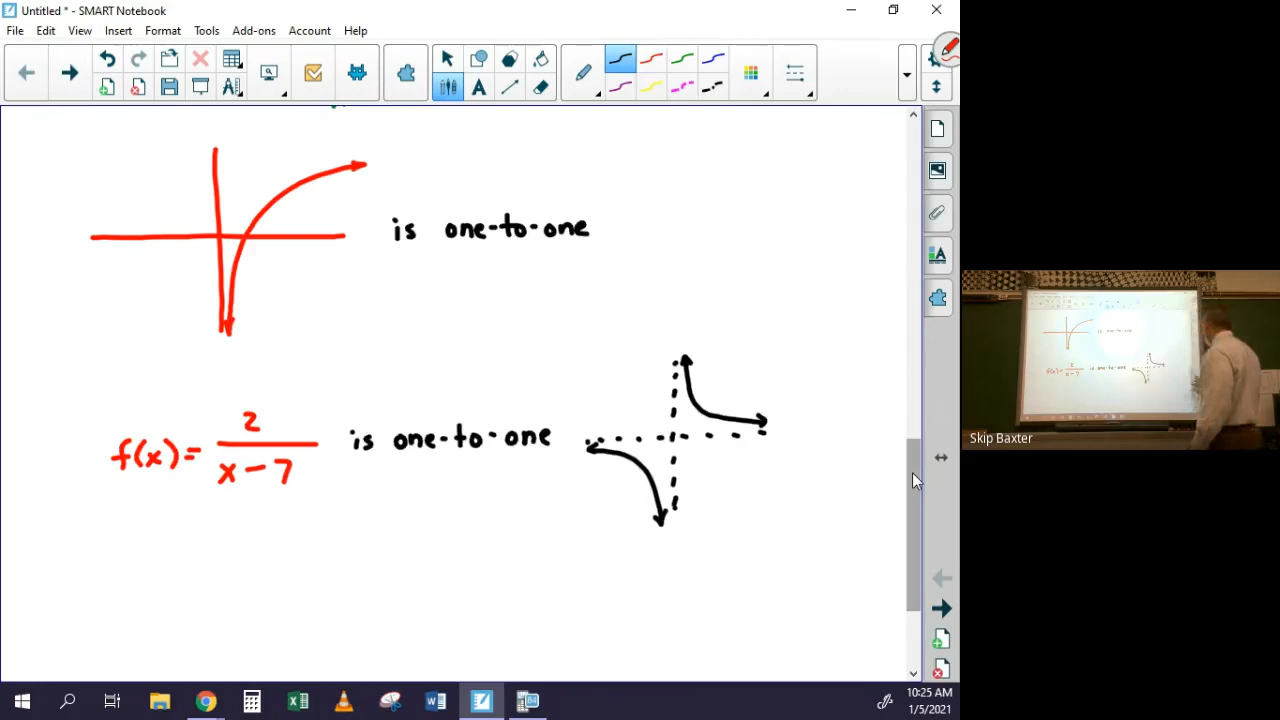 Untitled * - SMART Notebook
File Edit View Insert Format Tools Add-ons Account Help
is one-to-one
f(x) = 2 / (x - 7) is one-to-one
Skip Baxter
10:25 AM
1/5/2021